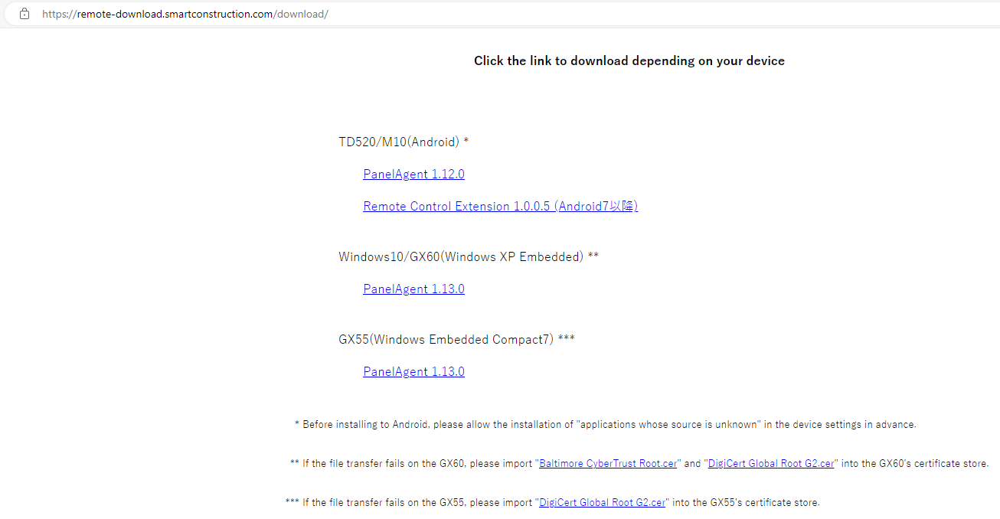 https://remote-download.smartconstruction.com/download/
Click the link to download depending on your device
TD520/M10(Android) *
PanelAgent 1.12.0
Remote Control Extension 1.0.0.5 (Android7以降)
Windows10/GX60(Windows XP Embedded) **
PanelAgent 1.13.0
GX55(Windows Embedded Compact7) ***
PanelAgent 1.13.0
* Before installing to Android, please allow the installation of "applications whose source is unknown" in the device settings in advance.
** If the file transfer fails on the GX60, please import "Baltimore CyberTrust Root.cer" and "DigiCert Global Root G2.cer" into the GX60's certificate store.
*** If the file transfer fails on the GX55, please import "DigiCert Global Root G2.cer" into the GX55's certificate store.